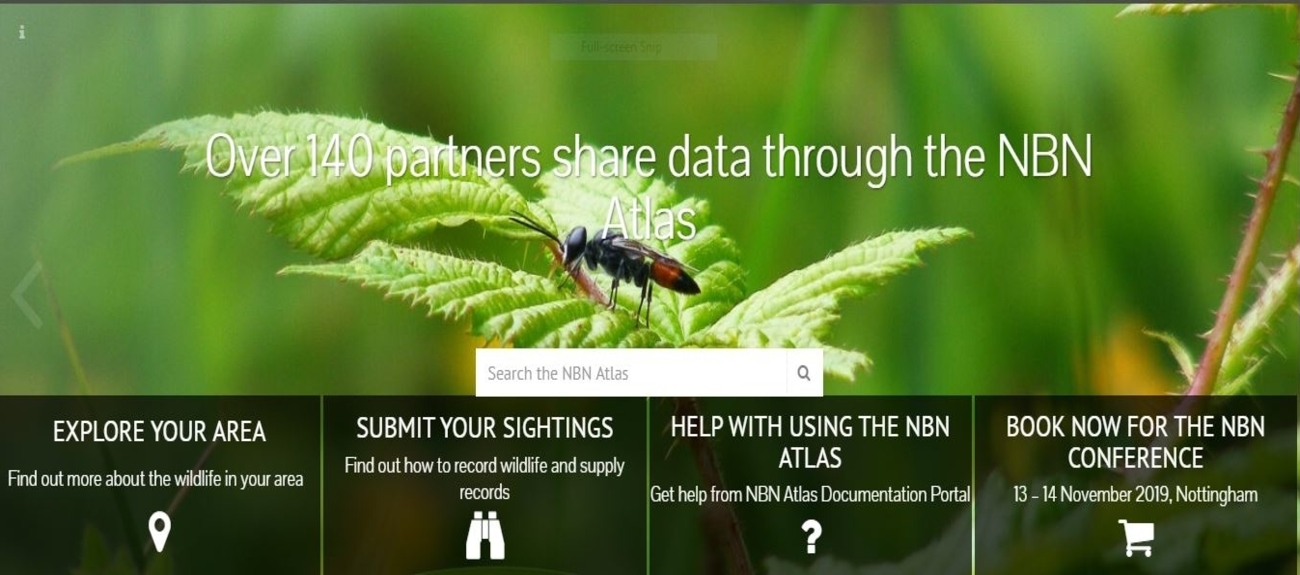 Full-screen Snip
Over 140 partners share data through the NBN
Atlas
Search the NBN Atlas
EXPLORE YOUR AREA
Find out more about the wildlife in your area
SUBMIT YOUR SIGHTINGS
Find out how to record wildlife and supply
records
HELP WITH USING THE NBN
ATLAS
Get help from NBN Atlas Documentation Portal
BOOK NOW FOR THE NBN
CONFERENCE
13 – 14 November 2019, Nottingham